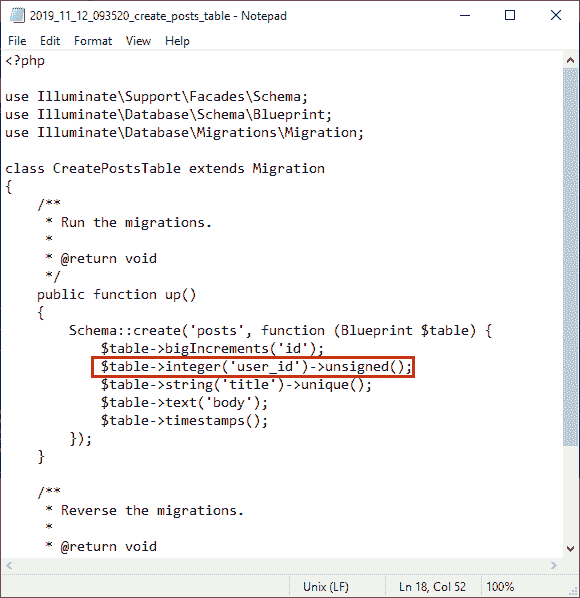 2019_11_12_093520_create_posts_table - Notepad
File Edit Format View Help
<?php

use Illuminate\Support\Facades\Schema;
use Illuminate\Database\Schema\Blueprint;
use Illuminate\Database\Migrations\Migration;

class CreatePostsTable extends Migration
{
    /**
     * Run the migrations.
     *
     * @return void
     */
    public function up()
    {
        Schema::create('posts', function (Blueprint $table) {
            $table->bigIncrements('id');
            $table->integer('user_id')->unsigned();
            $table->string('title')->unique();
            $table->text('body');
            $table->timestamps();
        });
    }

    /**
     * Reverse the migrations.
     *
     * @return void
Unix (LF) Ln 18, Col 52 100%